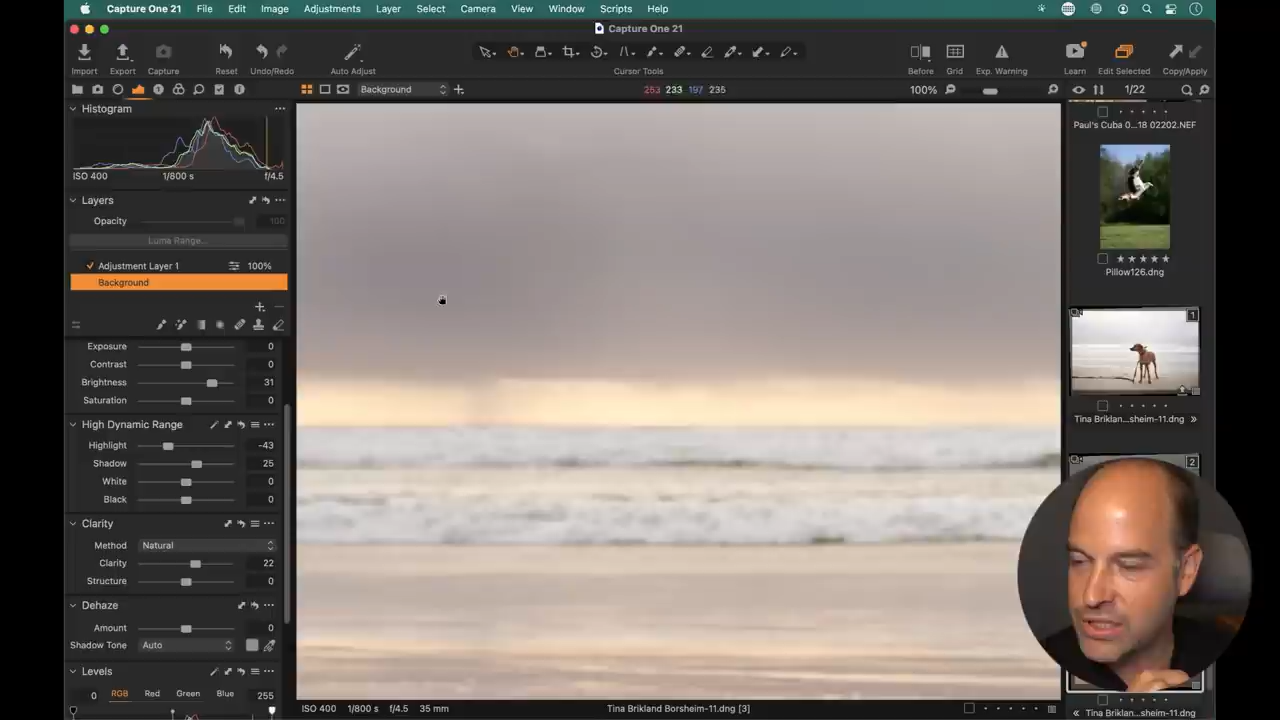 Capture One 21 File Edit Image Adjustments Layer Select Camera View Window Scripts Help
Capture One 21
Import Export Capture Reset Undo/Redo Auto Adjust Cursor Tools Before Grid Exp. Warning Learn Edit Selected Copy/Apply
Background 253 233 197 235 100% 1/22
Histogram
ISO 400 1/800 s f/4.5
Paul's Cuba 0...18 02202.NEF
Layers
Opacity 100
Luma Range...
Adjustment Layer 1 100%
Background
Pillow126.dng
1
Exposure 0
Contrast 0
Brightness 31
Saturation 0
Tina Briklan...sheim-11.dng
High Dynamic Range
Highlight -43
Shadow 25
White 0
Black 0
2
Clarity
Method Natural
Clarity 22
Structure 0
Dehaze
Amount 0
Shadow Tone Auto
Levels
0 RGB Red Green Blue 255
ISO 400 1/800 s f/4.5 35 mm Tina Brikland Borsheim-11.dng [3]
Tina Briklan...sheim-11.dng